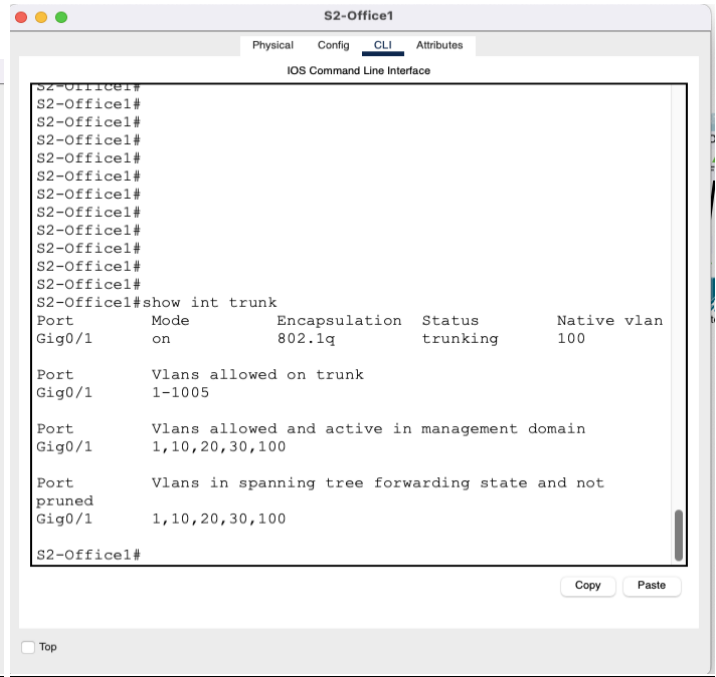 S2-Office1
Physical Config CLI Attributes
IOS Command Line Interface
S2-Office1#
S2-Office1#
S2-Office1#
S2-Office1#
S2-Office1#
S2-Office1#
S2-Office1#
S2-Office1#
S2-Office1#
S2-Office1#
S2-Office1#
S2-Office1#
S2-Office1#show int trunk
Port Mode Encapsulation Status Native vlan
Gig0/1 on 802.1q trunking 100
Port Vlans allowed on trunk
Gig0/1 1-1005
Port Vlans allowed and active in management domain
Gig0/1 1,10,20,30,100
Port Vlans in spanning tree forwarding state and not
pruned
Gig0/1 1,10,20,30,100
S2-Office1#
Copy Paste
Top